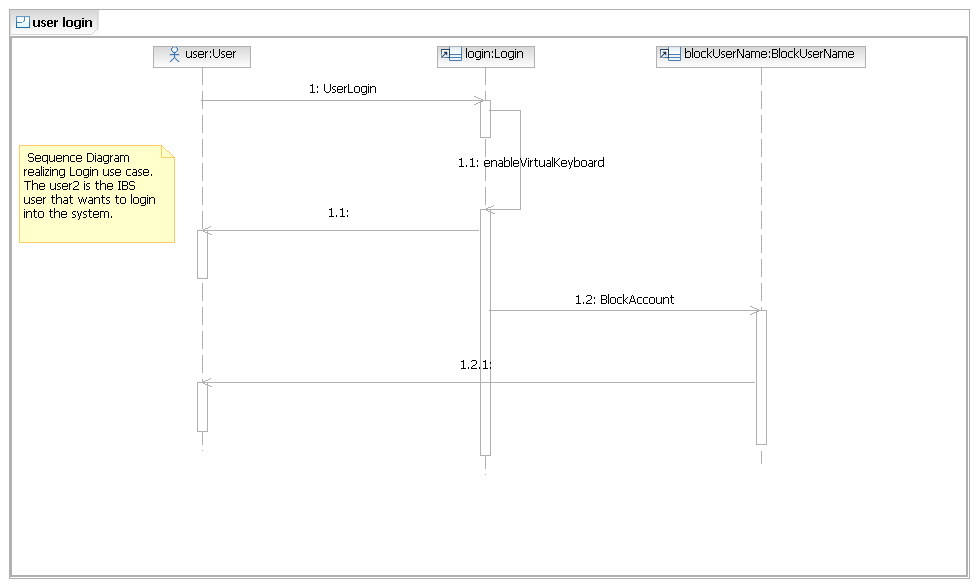 user login
user:User
login:Login
blockUserName:BlockUserName
1: UserLogin
Sequence Diagram
realizing Login use case.
The user2 is the IBS
user that wants to login
into the system.
1.1: enableVirtualKeyboard
1.1:
1.2: BlockAccount
1.2.1: